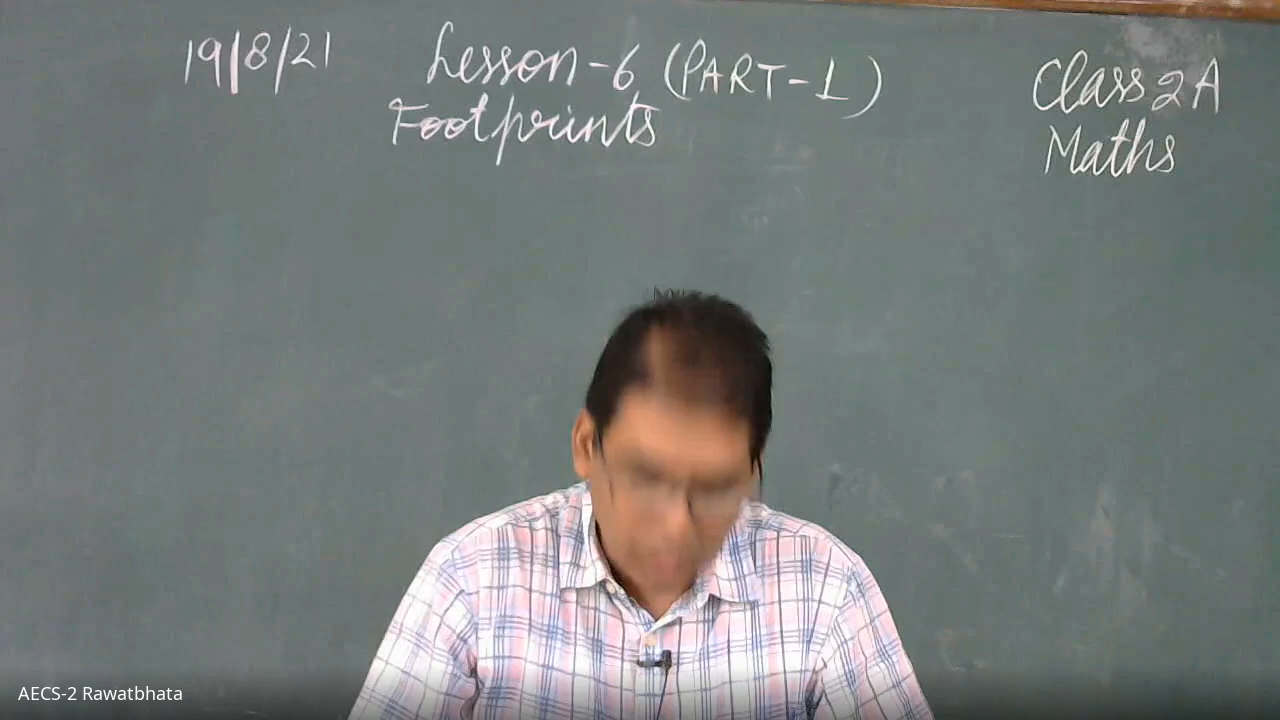 19/8/21 Lesson-6 (PART-1) Class 2A
Footprints Maths
AECS-2 Rawatbhata